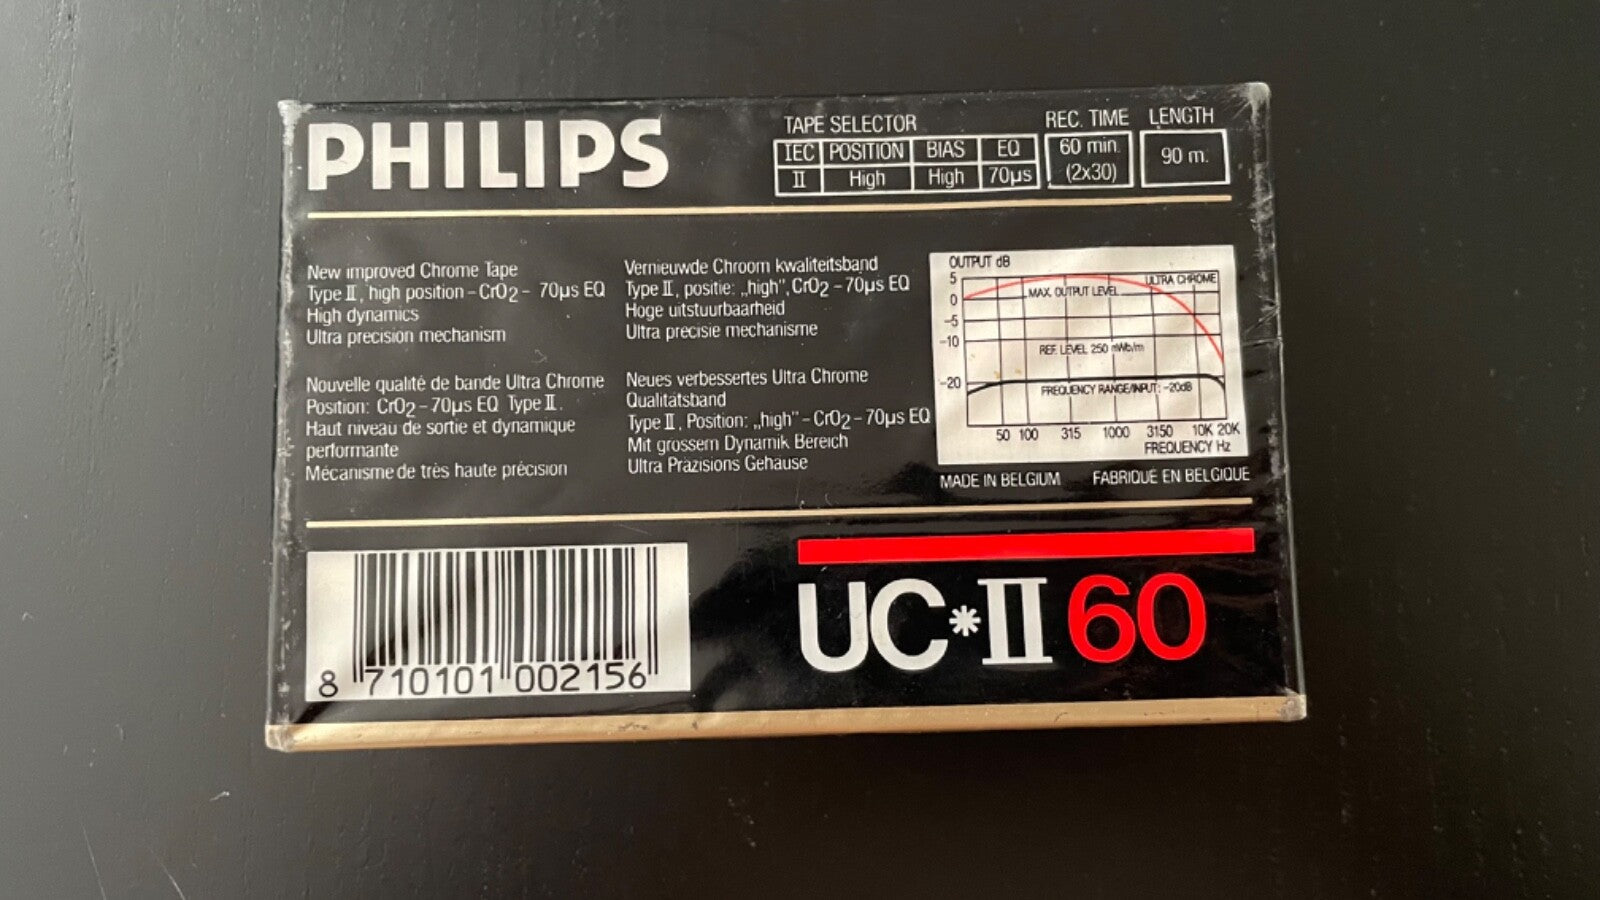 PHILIPS
TAPE SELECTOR
IEC POSITION BIAS EQ
II High High 70µs
REC. TIME
60 min.
(2x30)
LENGTH
90 m.
New improved Chrome Tape
Type II, high position – CrO2 – 70µs EQ
High dynamics
Ultra precision mechanism
Vernieuwde Chroom kwaliteitsband
Type II, positie: „high", CrO2 – 70µs EQ
Hoge uitstuurbaarheid
Ultra precisie mechanisme
Nouvelle qualité de bande Ultra Chrome
Position: CrO2 – 70µs EQ Type II.
Haut niveau de sortie et dynamique
performante
Mécanisme de très haute précision
Neues verbessertes Ultra Chrome
Qualitätsband
Type II, Position: „high" – CrO2 – 70µs EQ
Mit grossem Dynamik Bereich
Ultra Präzisions Gehause
OUTPUT dB
5
ULTRA CHROME
0
MAX. OUTPUT LEVEL
-5
-10
REF. LEVEL 250 nWb/m
-20
FREQUENCY RANGE/INPUT: -20dB
50 100 315 1000 3150 10K 20K
FREQUENCY Hz
MADE IN BELGIUM FABRIQUÉ EN BELGIQUE
8 710101 002156
UC*II 60